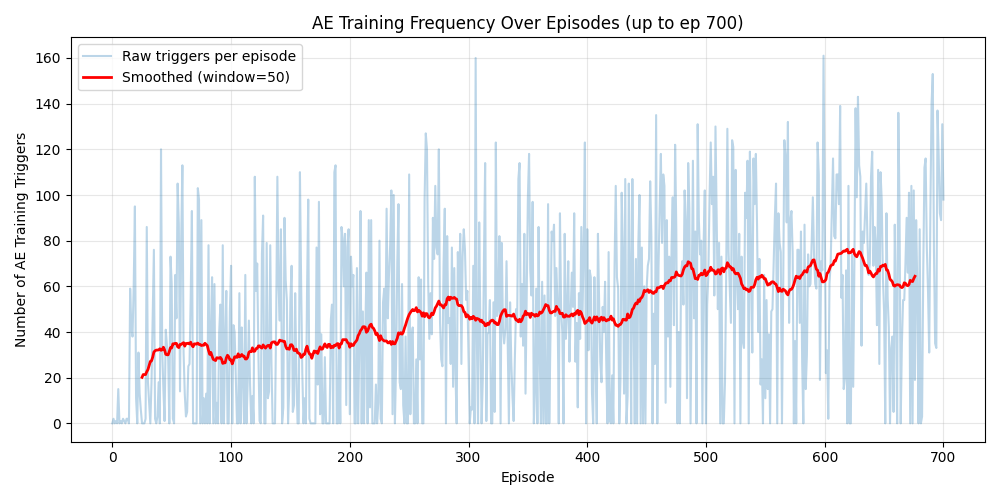 AE Training Frequency Over Episodes (up to ep 700)
Raw triggers per episode
Smoothed (window=50)
Number of AE Training Triggers
160
140
120
100
80
60
40
20
0
0 100 200 300 400 500 600 700
Episode